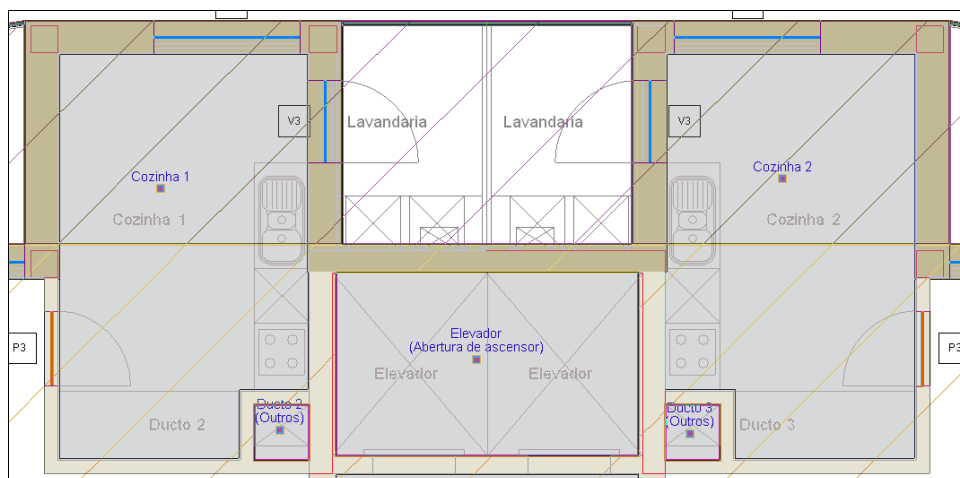 V3
Lavandaria
Lavandaria
V3
Cozinha 1
Cozinha 2
Cozinha 1
Cozinha 2
P3
Elevador
(Abertura de ascensor)
P3
Elevador
Elevador
Ducto 2
(Outros)
Ducto 3
(Outros)
Ducto 2
Ducto 3